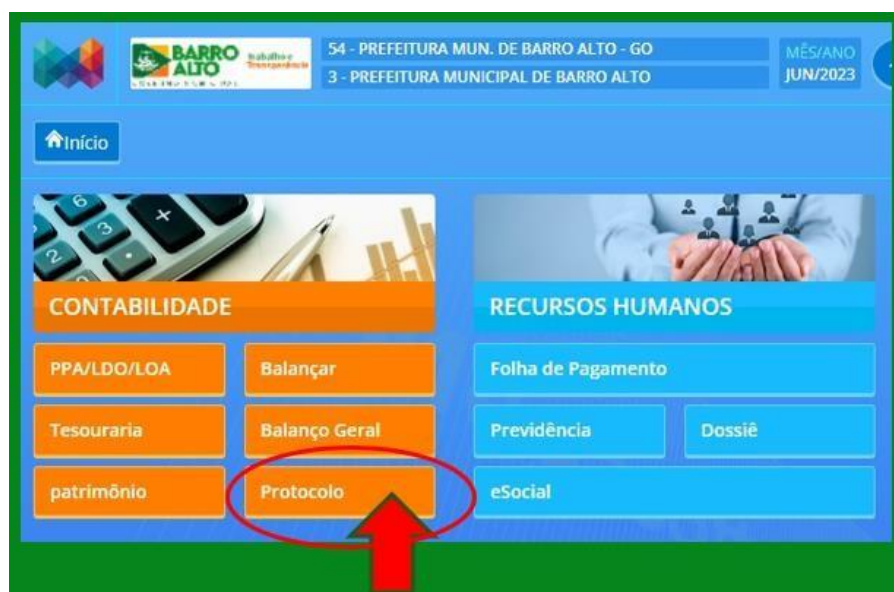 BARRO
ALTO
Trabalho e
Transparência
54 - PREFEITURA MUN. DE BARRO ALTO - GO
3 - PREFEITURA MUNICIPAL DE BARRO ALTO
MÊS/ANO
JUN/2023
Início
CONTABILIDADE
RECURSOS HUMANOS
PPA/LDO/LOA
Balançar
Folha de Pagamento
Tesouraria
Balanço Geral
Previdência
Dossiê
patrimônio
Protocolo
eSocial